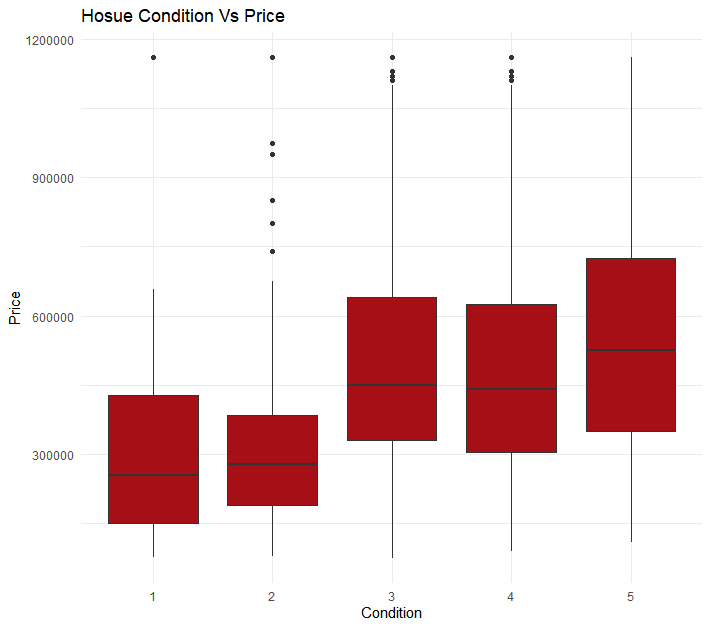 Hosue Condition Vs Price
1200000
900000
600000
300000
Price
1 2 3 4 5
Condition